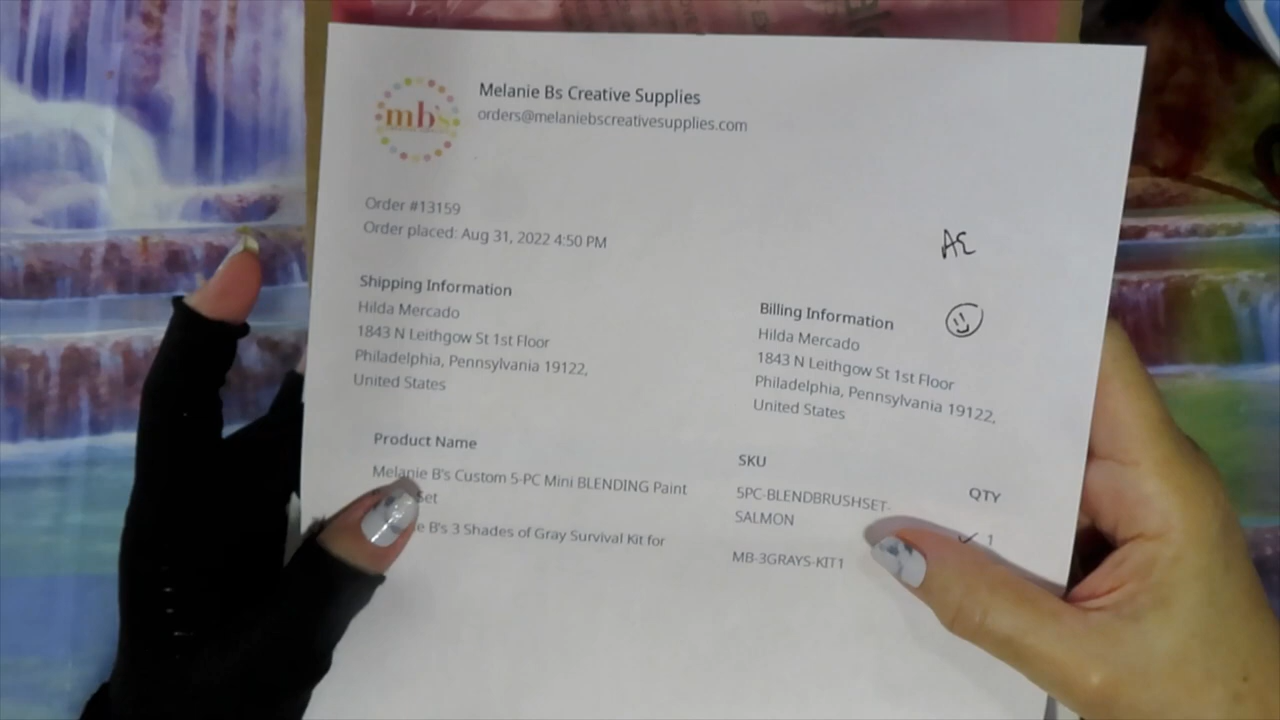 mb's
Melanie Bs Creative Supplies
orders@melaniebscreativesupplies.com
Order #13159
Order placed: Aug 31, 2022 4:50 PM
AE
Shipping Information
Hilda Mercado
1843 N Leithgow St 1st Floor
Philadelphia, Pennsylvania 19122,
United States
Billing Information
Hilda Mercado
1843 N Leithgow St 1st Floor
Philadelphia, Pennsylvania 19122,
United States
Product Name
SKU
QTY
Melanie B's Custom 5-PC Mini BLENDING Paint
Set
5PC-BLENDBRUSHSET-
SALMON
1
B's 3 Shades of Gray Survival Kit for
MB-3GRAYS-KIT1